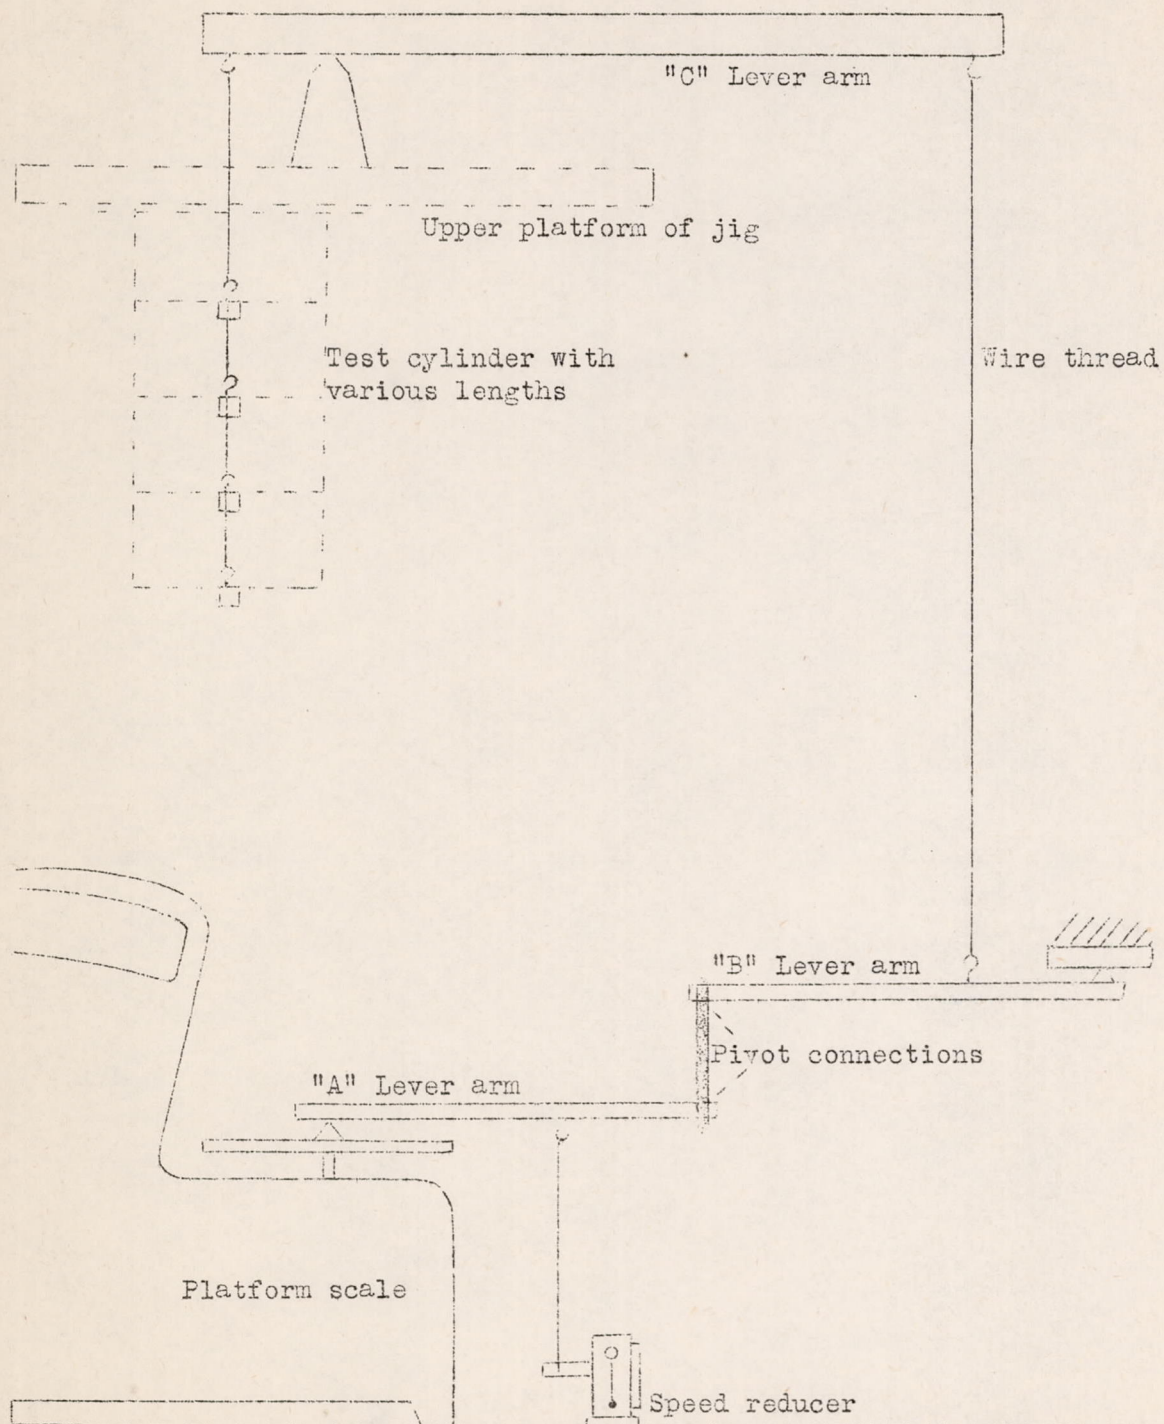 "C" Lever arm
Upper platform of jig
Test cylinder with
various lengths
Wire thread
"B" Lever arm
Pivot connections
"A" Lever arm
Platform scale
Speed reducer